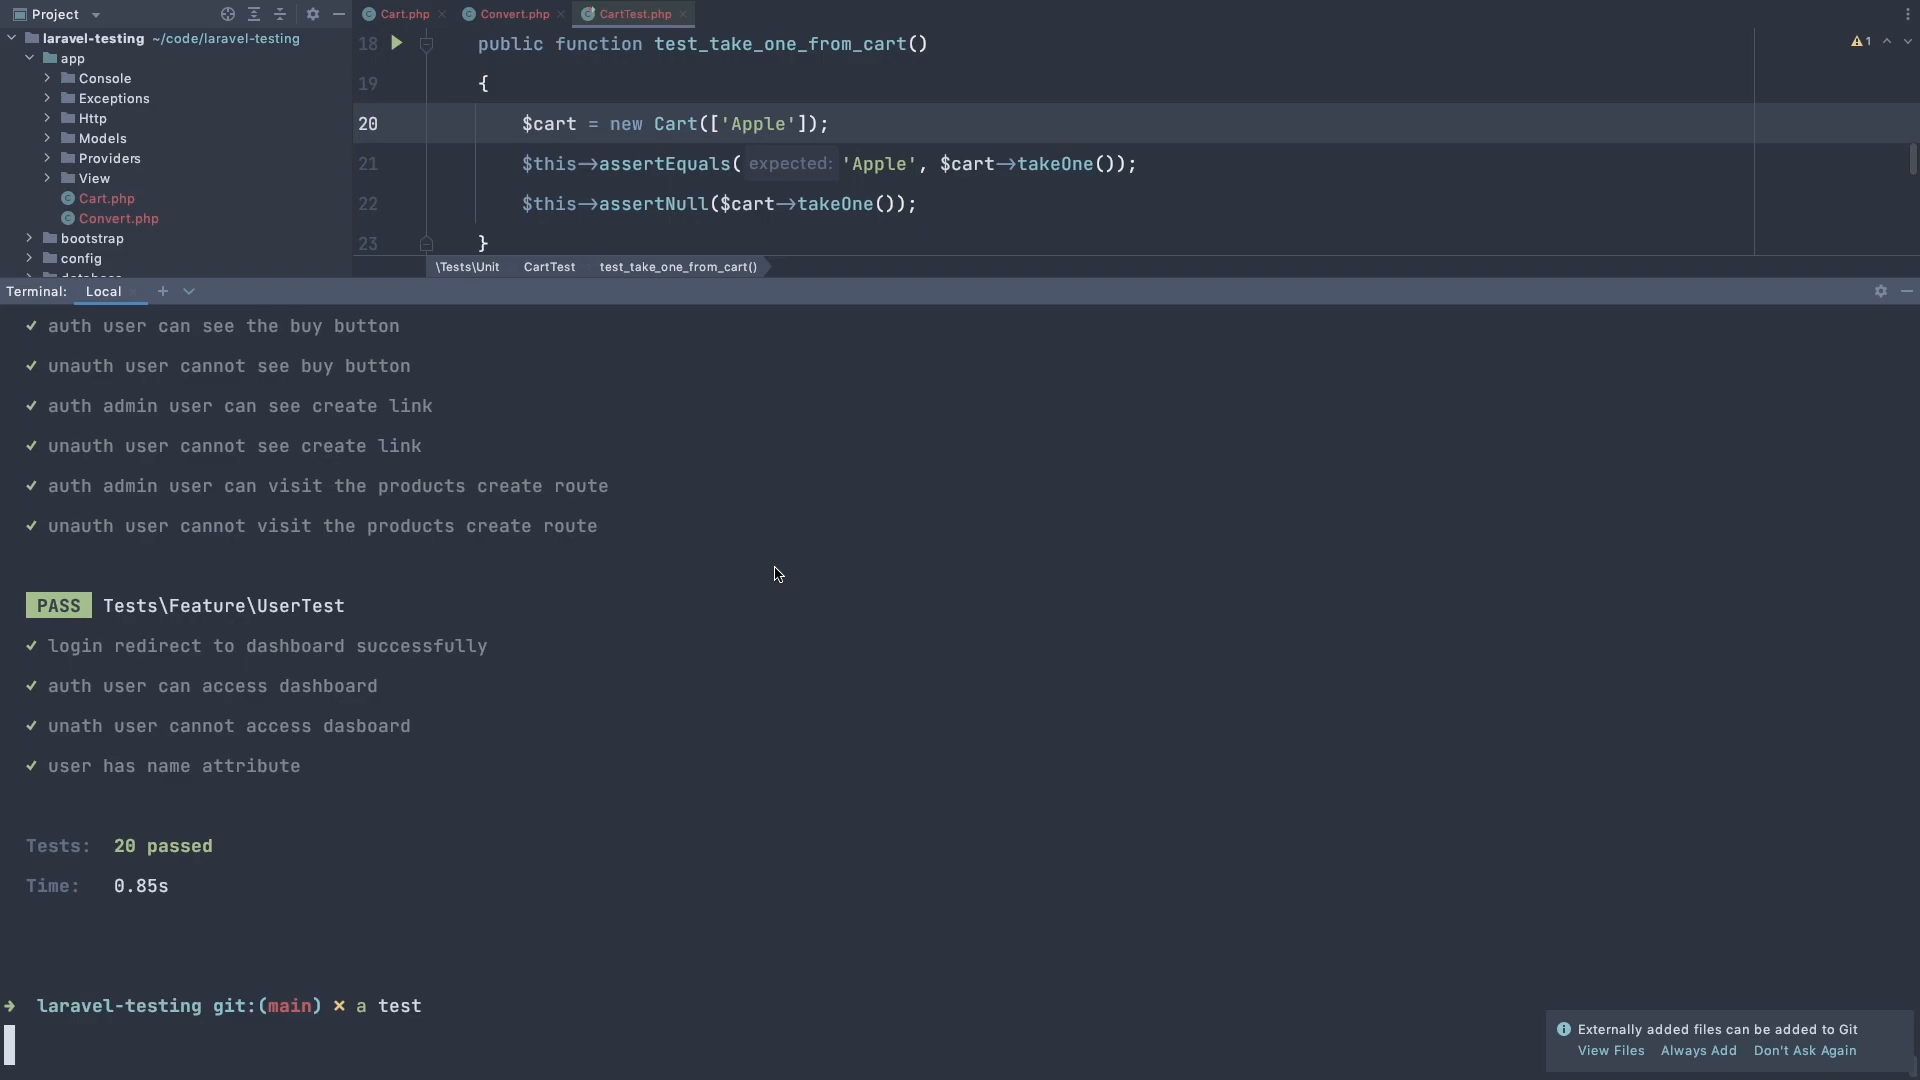 Project
Cart.php
Convert.php
CartTest.php
laravel-testing ~/code/laravel-testing
app
Console
Exceptions
Http
Models
Providers
View
Cart.php
Convert.php
bootstrap
config
database
18 public function test_take_one_from_cart()
1
19 {
20 $cart = new Cart(['Apple']);
21 $this->assertEquals( expected: 'Apple', $cart->takeOne());
22 $this->assertNull($cart->takeOne());
23 }
\Tests\Unit CartTest test_take_one_from_cart()
Terminal: Local
✓ auth user can see the buy button
✓ unauth user cannot see buy button
✓ auth admin user can see create link
✓ unauth user cannot see create link
✓ auth admin user can visit the products create route
✓ unauth user cannot visit the products create route
PASS Tests\Feature\UserTest
✓ login redirect to dashboard successfully
✓ auth user can access dashboard
✓ unath user cannot access dasboard
✓ user has name attribute
Tests: 20 passed
Time: 0.85s
→ laravel-testing git:(main) × a test
Externally added files can be added to Git
View Files Always Add Don't Ask Again